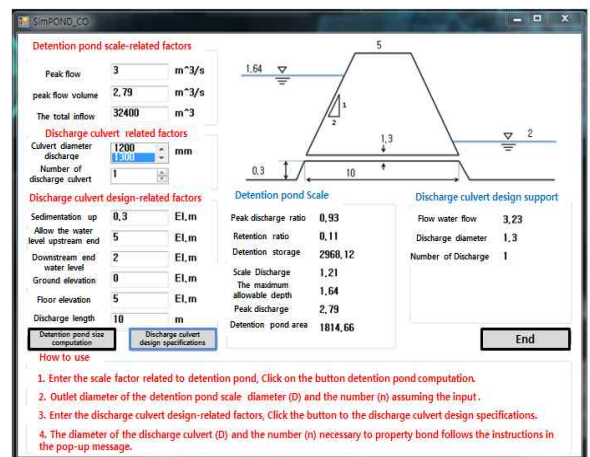 SimPOND_CO
Detention pond scale-related factors
Peak flow 3 m^3/s
peak flow volume 2,79 m^3/s
The total inflow 32400 m^3
Discharge culvert related factors
Culvert diameter discharge 1200 1300 mm
Number of discharge culvert 1
Discharge culvert design-related factors
Sedimentation up 0,3 El,m
Allow the water level upstream end 5 El,m
Downstream end water level 2 El,m
Ground elevation 0 El,m
Floor elevation 5 El,m
Discharge length 10 m
Detention pond size computation
Discharge culvert design specifications
5
1,64
1
2
2
1,3
0,3
10
Detention pond Scale
Peak discharge ratio 0,93
Retention ratio 0,11
Detention storage 2968,12
Scale Discharge 1,21
The maximum allowable depth 1,64
Peak discharge 2,79
Detention pond area 1814,66
Discharge culvert design support
Flow water flow 3,23
Discharge diameter 1,3
Number of Discharge 1
End
How to use
1. Enter the scale factor related to detention pond, Click on the button detention pond computation.
2. Outlet diameter of the detention pond scale diameter (D) and the number (n) assuming the input.
3. Enter the discharge culvert design-related factors, Click the button to the discharge culvert design specifications.
4. The diameter of the discharge culvert (D) and the number (n) necessary to property bond follows the instructions in
the pop-up message.